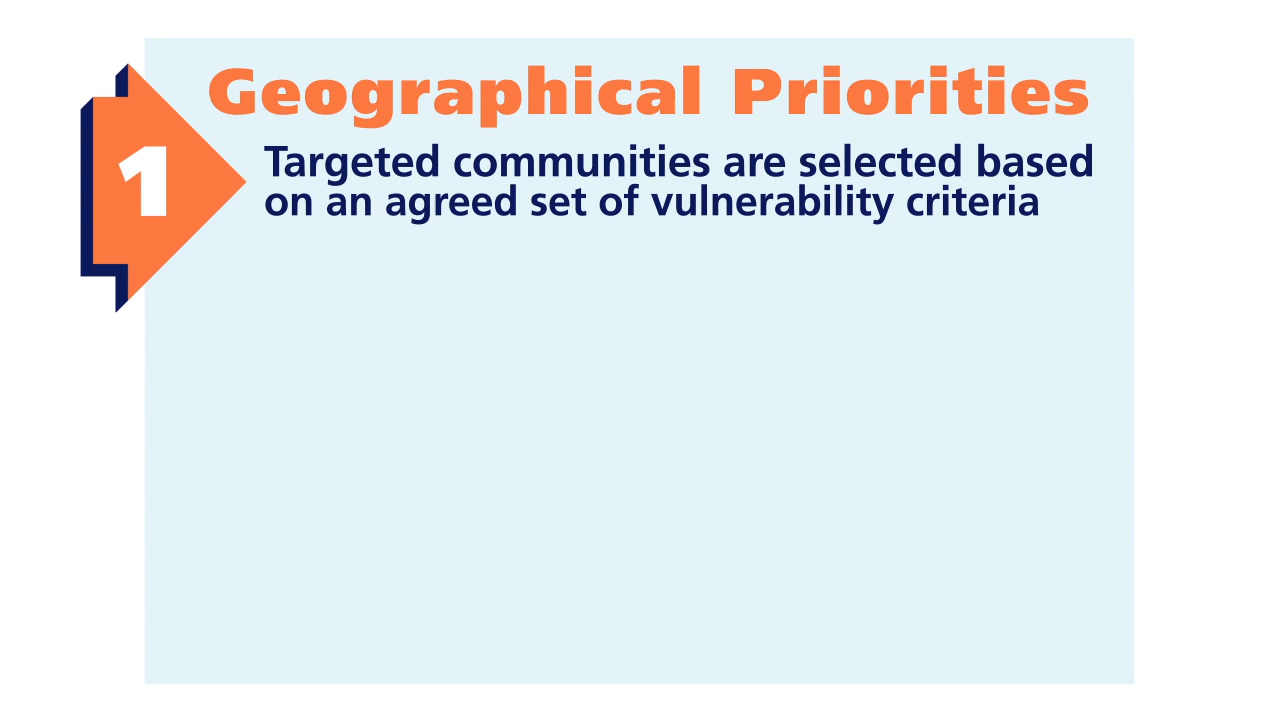 Geographical Priorities
1
Targeted communities are selected based
on an agreed set of vulnerability criteria